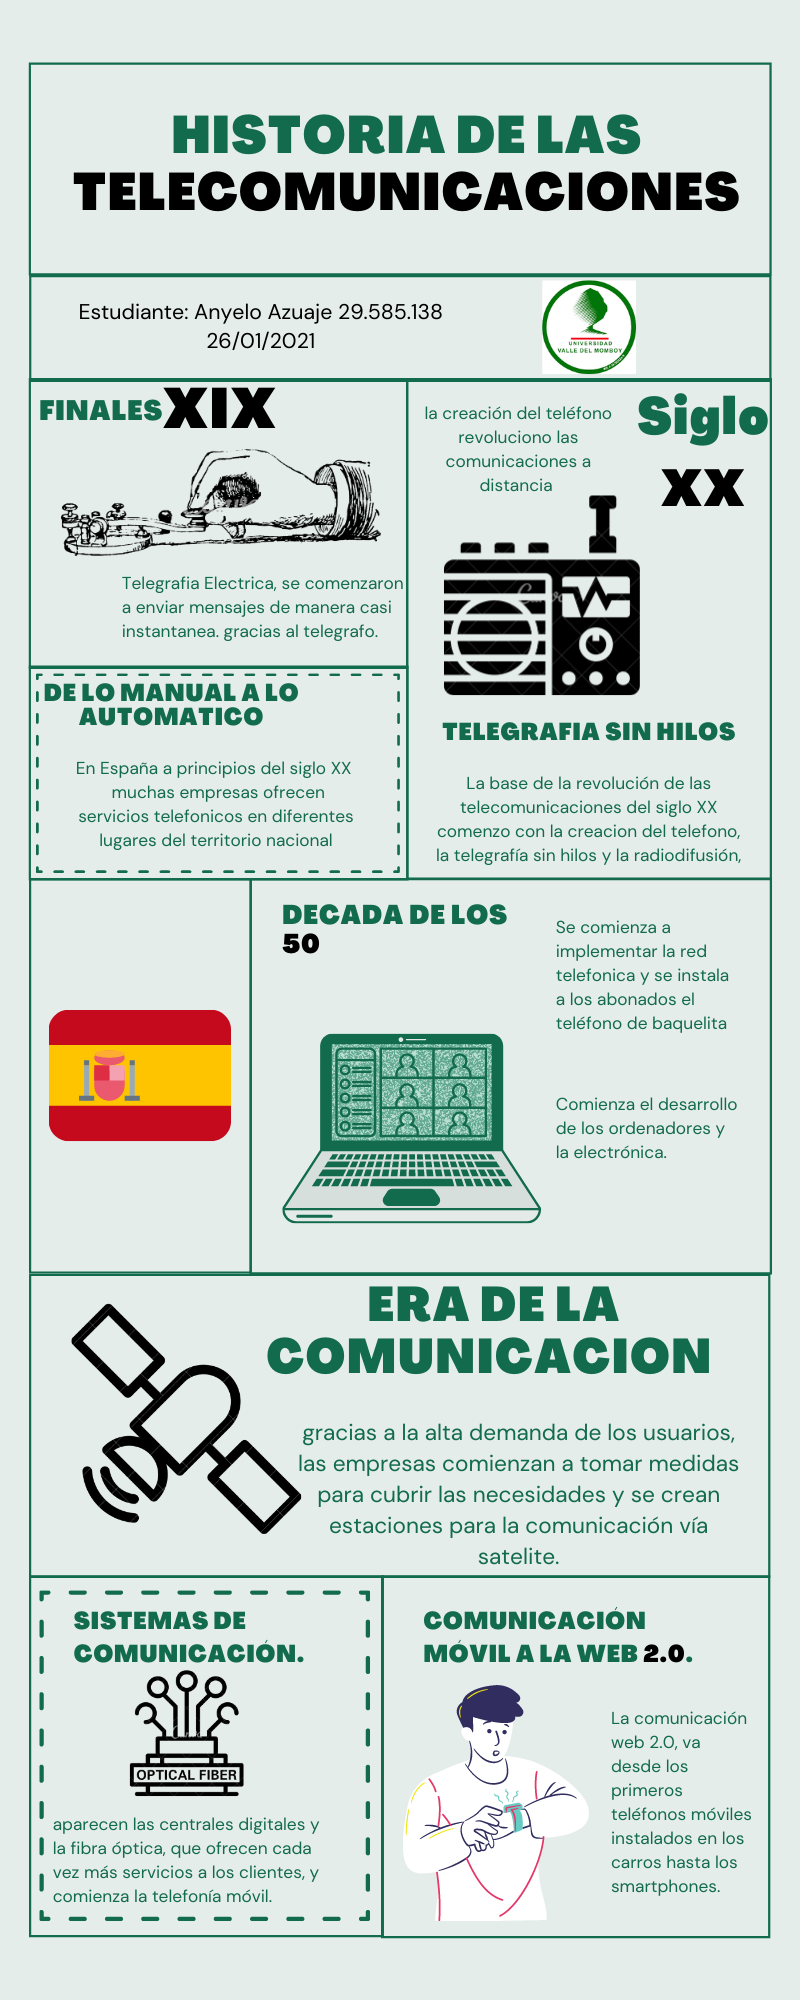 HISTORIA DE LAS
TELECOMUNICACIONES
Estudiante: Anyelo Azuaje 29.585.138
26/01/2021
UNIVERSIDAD
VALLE DEL MOMBOY
FINALES XIX
Telegrafia Electrica, se comenzaron
a enviar mensajes de manera casi
instantanea. gracias al telegrafo.
la creación del teléfono
revoluciono las
comunicaciones a
distancia
Siglo
XX
TELEGRAFIA SIN HILOS
La base de la revolución de las
telecomunicaciones del siglo XX
comenzo con la creacion del telefono,
la telegrafía sin hilos y la radiodifusión,
DE LO MANUAL A LO
AUTOMATICO
En España a principios del siglo XX
muchas empresas ofrecen
servicios telefonicos en diferentes
lugares del territorio nacional
DECADA DE LOS
50
Se comienza a
implementar la red
telefonica y se instala
a los abonados el
teléfono de baquelita
Comienza el desarrollo
de los ordenadores y
la electrónica.
ERA DE LA
COMUNICACION
gracias a la alta demanda de los usuarios,
las empresas comienzan a tomar medidas
para cubrir las necesidades y se crean
estaciones para la comunicación vía
satelite.
SISTEMAS DE
COMUNICACIÓN.
OPTICAL FIBER
aparecen las centrales digitales y
la fibra óptica, que ofrecen cada
vez más servicios a los clientes, y
comienza la telefonía móvil.
COMUNICACIÓN
MÓVIL A LA WEB 2.0.
La comunicación
web 2.0, va
desde los
primeros
teléfonos móviles
instalados en los
carros hasta los
smartphones.